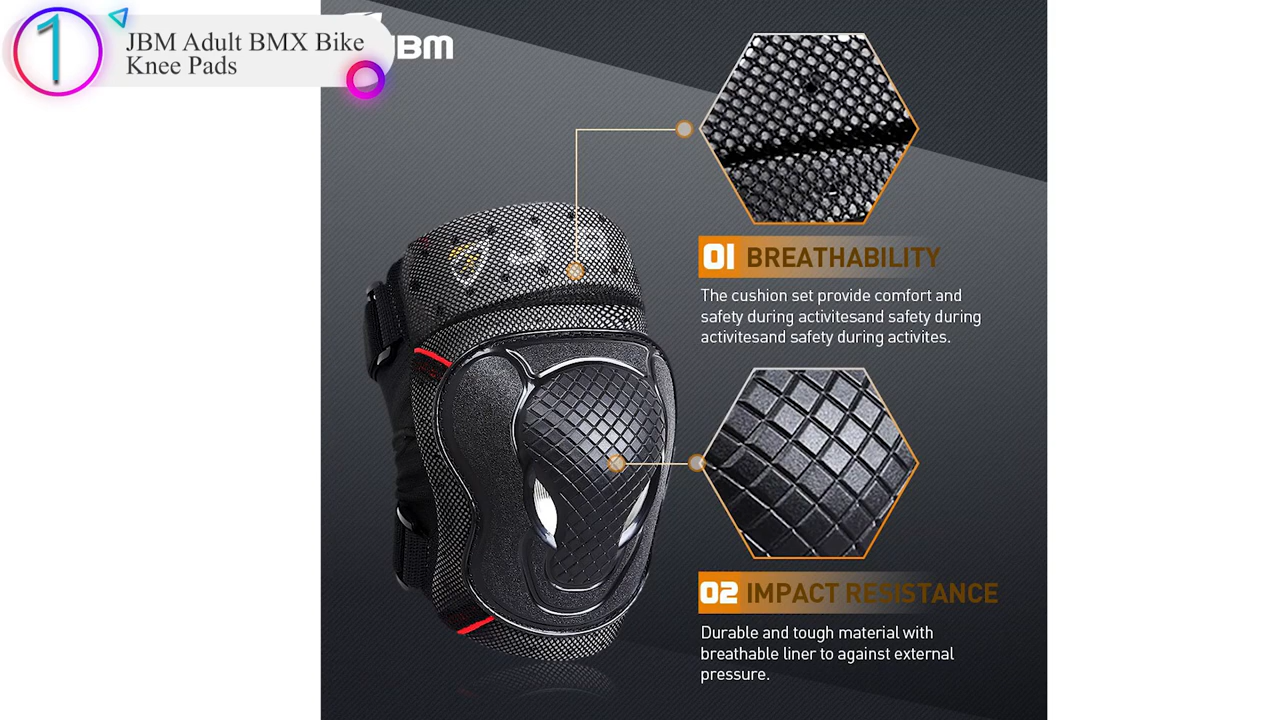 1
JBM Adult BMX Bike
Knee Pads
JBM
01 BREATHABILITY
The cushion set provide comfort and
safety during activitesand safety during
activitesand safety during activites.
02 IMPACT RESISTANCE
Durable and tough material with
breathable liner to against external
pressure.